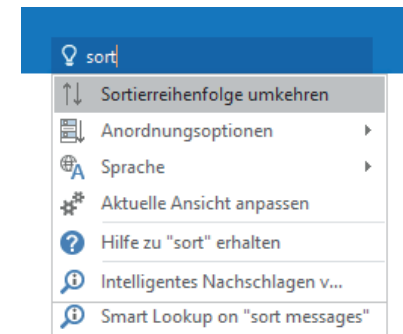 sort
Sortierreihenfolge umkehren
Anordnungsoptionen
Sprache
Aktuelle Ansicht anpassen
Hilfe zu "sort" erhalten
Intelligentes Nachschlagen v...
Smart Lookup on "sort messages"